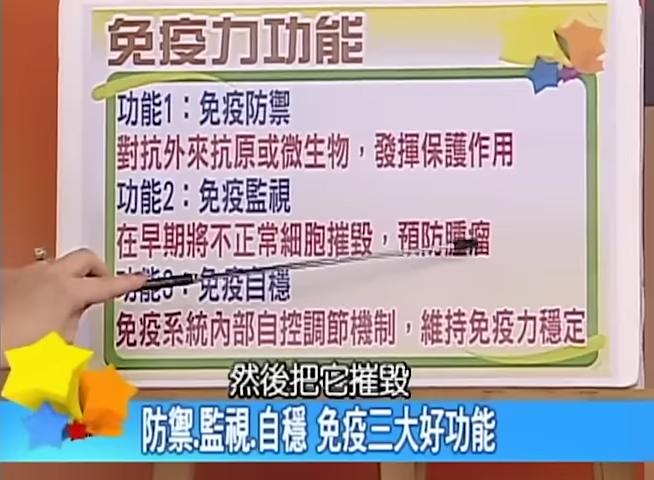 免疫力功能
功能1：免疫防禦
對抗外來抗原或微生物，發揮保護作用
功能2：免疫監視
在早期將不正常細胞摧毀，預防腫瘤
功能3：免疫自穩
免疫系統內部自控調節機制，維持免疫力穩定
然後把它摧毀
防禦.監視.自穩 免疫三大好功能